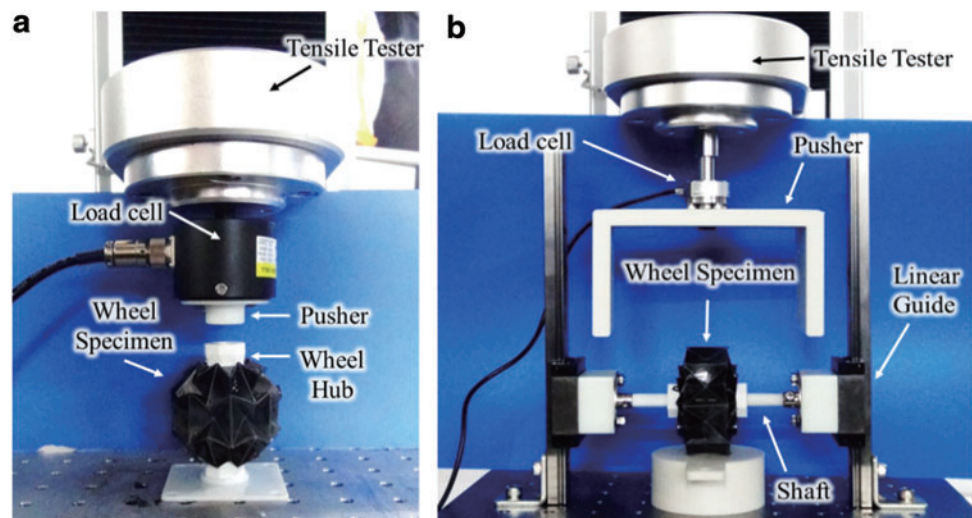 a
Tensile Tester
Load cell
Wheel
Specimen
Pusher
Wheel
Hub
b
Tensile Tester
Load cell
Pusher
Wheel Specimen
Linear
Guide
Shaft